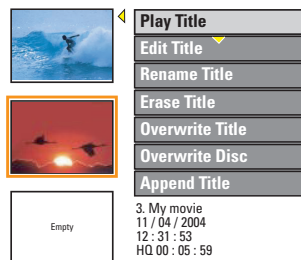 Play Title
Edit Title
Rename Title
Erase Title
Overwrite Title
Overwrite Disc
Append Title
Empty
3. My movie
11 / 04 / 2004
12 : 31 : 53
HQ 00 : 05 : 59